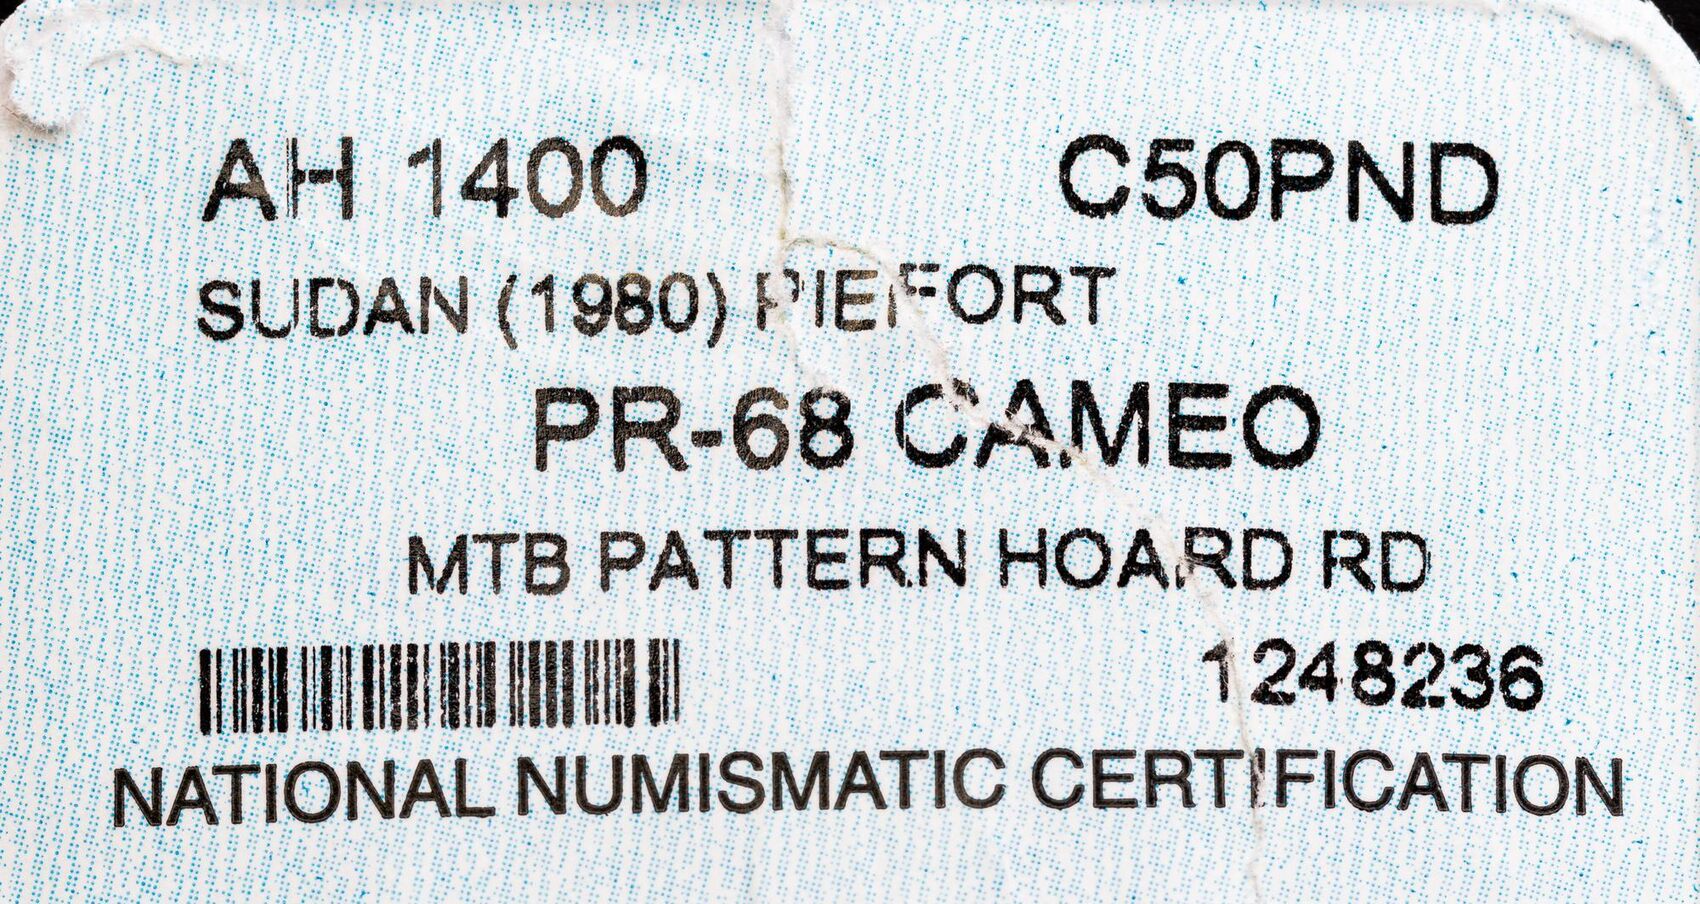 AH 1400 C50PND
SUDAN (1980) PIEFORT
PR-68 CAMEO
MTB PATTERN HOARD RD
1248236
NATIONAL NUMISMATIC CERTIFICATION